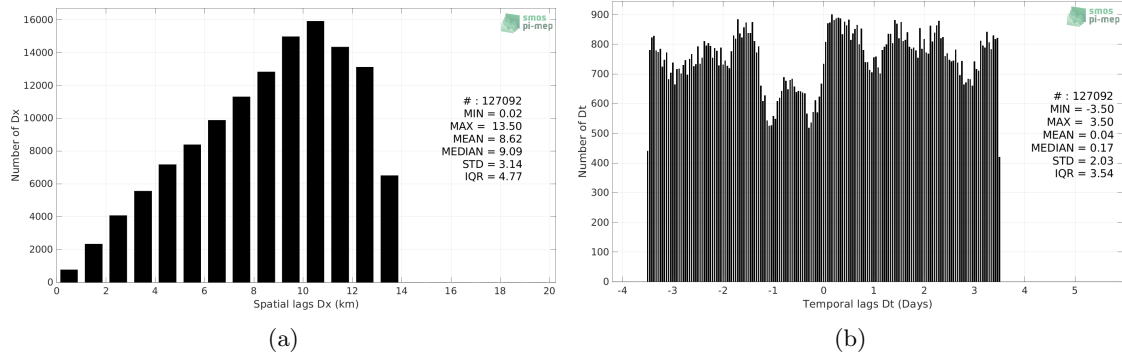 16000
14000
12000
10000
8000
6000
4000
2000
0
Number of Dx
0 2 4 6 8 10 12 14 16 18 20
Spatial lags Dx (km)
smos
pi-mep
# : 127092
MIN = 0.02
MAX = 13.50
MEAN = 8.62
MEDIAN = 9.09
STD = 3.14
IQR = 4.77
(a)
900
800
700
600
500
400
300
200
100
0
Number of Dt
-4 -3 -2 -1 0 1 2 3 4 5
Temporal lags Dt (Days)
smos
pi-mep
# : 127092
MIN = -3.50
MAX = 3.50
MEAN = 0.04
MEDIAN = 0.17
STD = 2.03
IQR = 3.54
(b)